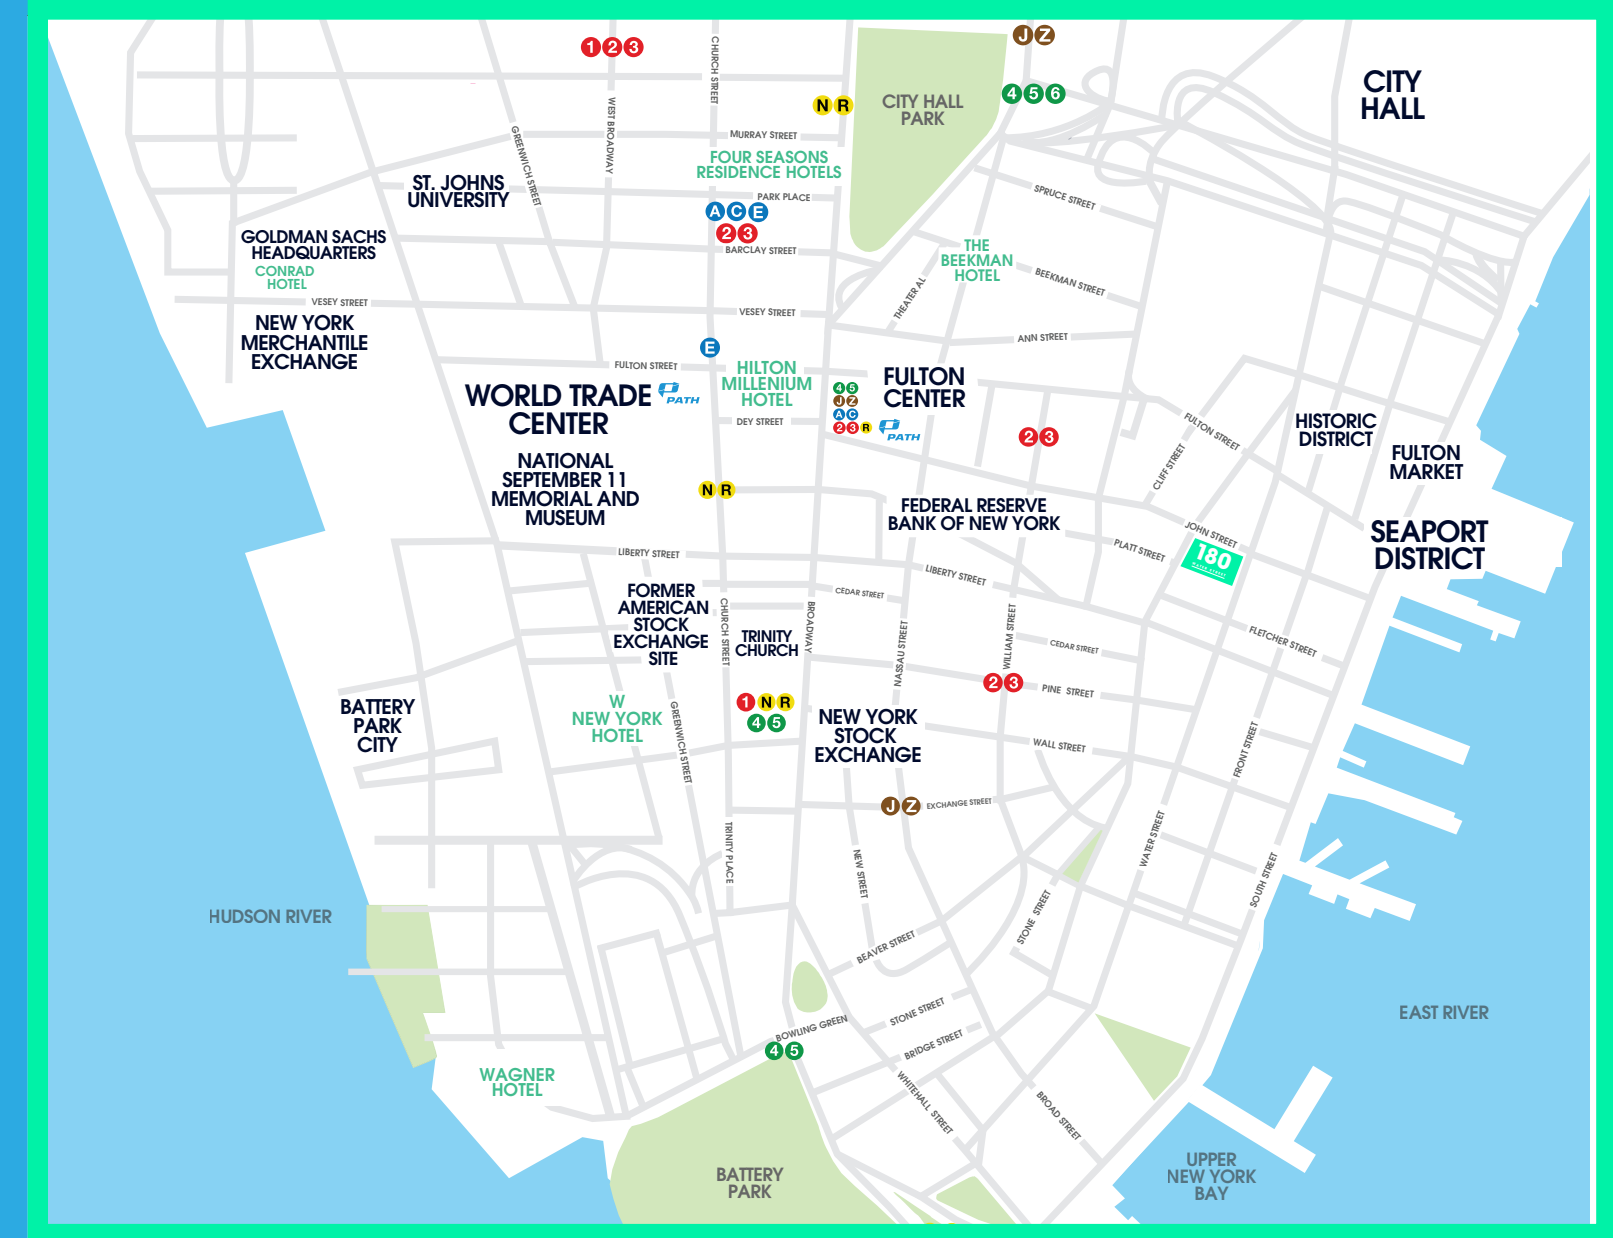 J Z
1 2 3
CHURCH STREET
CITY
HALL
4 5 6
N R
CITY HALL
PARK
WEST BROADWAY
GREENWICH STREET
MURRAY STREET
FOUR SEASONS
RESIDENCE HOTELS
ST. JOHNS
UNIVERSITY
PARK PLACE
SPRUCE STREET
A C E
2 3
GOLDMAN SACHS
HEADQUARTERS
BARCLAY STREET
THE
BEEKMAN
HOTEL
CONRAD
HOTEL
BEEKMAN STREET
THEATER AL
VESEY STREET
VESEY STREET
NEW YORK
MERCHANTILE
EXCHANGE
ANN STREET
E
FULTON STREET
HILTON
MILLENIUM
HOTEL
WORLD TRADE
CENTER
PATH
FULTON
CENTER
4 5
J Z
A C
2 3 R
PATH
DEY STREET
2 3
FULTON STREET
HISTORIC
DISTRICT
CLIFF STREET
FULTON
MARKET
NATIONAL
SEPTEMBER 11
MEMORIAL AND
MUSEUM
N R
FEDERAL RESERVE
BANK OF NEW YORK
JOHN STREET
SEAPORT
DISTRICT
PLATT STREET
180
LIBERTY STREET
LIBERTY STREET
FORMER
AMERICAN
STOCK
EXCHANGE
SITE
CEDAR STREET
CHURCH STREET
BROADWAY
TRINITY
CHURCH
NASSAU STREET
WILLIAM STREET
CEDAR STREET
FLETCHER STREET
2 3
PINE STREET
BATTERY
PARK
CITY
W
NEW YORK
HOTEL
GREENWICH STREET
1 N R
4 5
NEW YORK
STOCK
EXCHANGE
WALL STREET
FRONT STREET
J Z
EXCHANGE STREET
TRINITY PLACE
NEW STREET
WATER STREET
SOUTH STREET
STONE STREET
HUDSON RIVER
BEAVER STREET
STONE STREET
EAST RIVER
BOWLING GREEN
4 5
BRIDGE STREET
WAGNER
HOTEL
WHITEHALL STREET
BROAD STREET
BATTERY
PARK
UPPER
NEW YORK
BAY